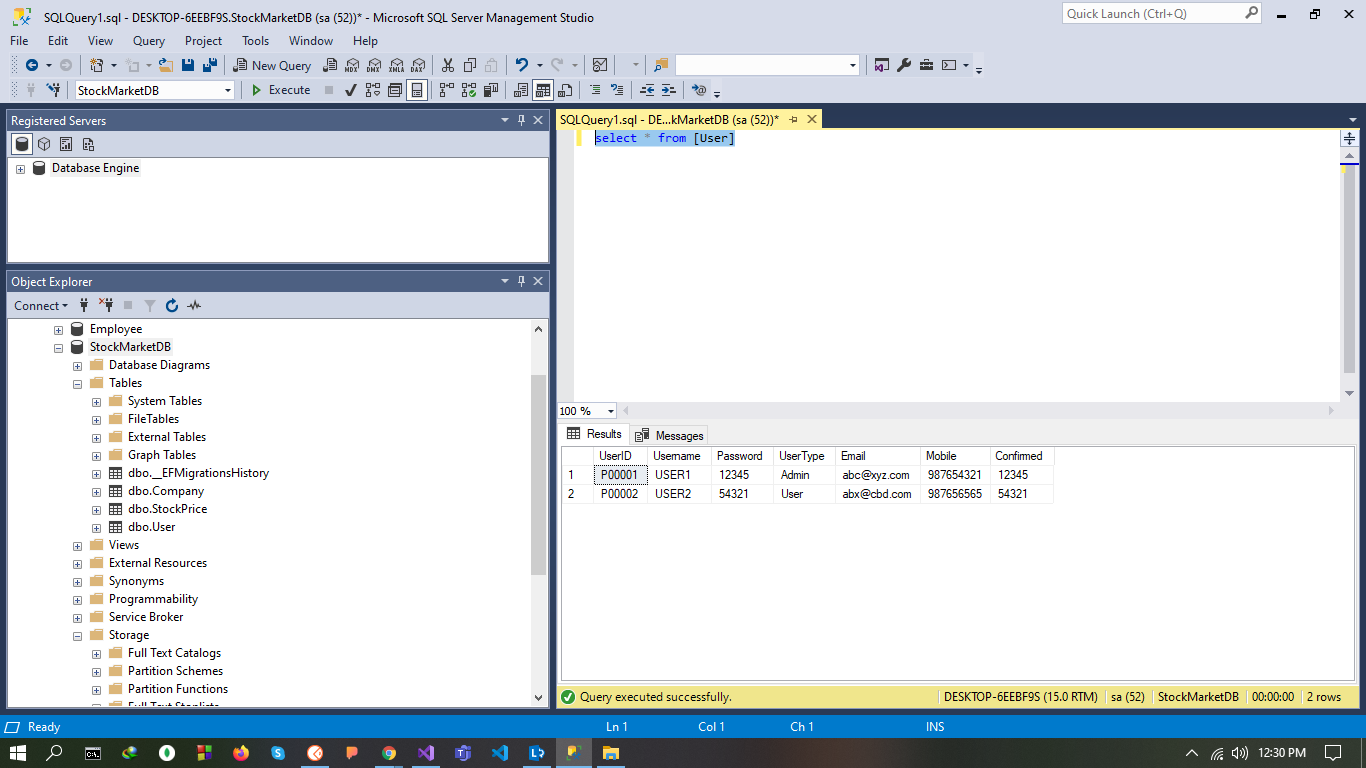 SQLQuery1.sql - DESKTOP-6EEBF9S.StockMarketDB (sa (52))* - Microsoft SQL Server Management Studio
Quick Launch (Ctrl+Q)
File Edit View Query Project Tools Window Help
New Query MDX DMX XMLA DAX
StockMarketDB Execute
Registered Servers
Database Engine
Object Explorer
Connect
Employee
StockMarketDB
Database Diagrams
Tables
System Tables
FileTables
External Tables
Graph Tables
dbo.__EFMigrationsHistory
dbo.Company
dbo.StockPrice
dbo.User
Views
External Resources
Synonyms
Programmability
Service Broker
Storage
Full Text Catalogs
Partition Schemes
Partition Functions
Full Text Stoplists
SQLQuery1.sql - DE...kMarketDB (sa (52))*
select * from [User]
100 %
Results Messages
UserID Username Password UserType Email Mobile Confirmed
1 P00001 USER1 12345 Admin abc@xyz.com 987654321 12345
2 P00002 USER2 54321 User abx@cbd.com 987656565 54321
Query executed successfully. DESKTOP-6EEBF9S (15.0 RTM) sa (52) StockMarketDB 00:00:00 2 rows
Ready Ln 1 Col 1 Ch 1 INS
12:30 PM